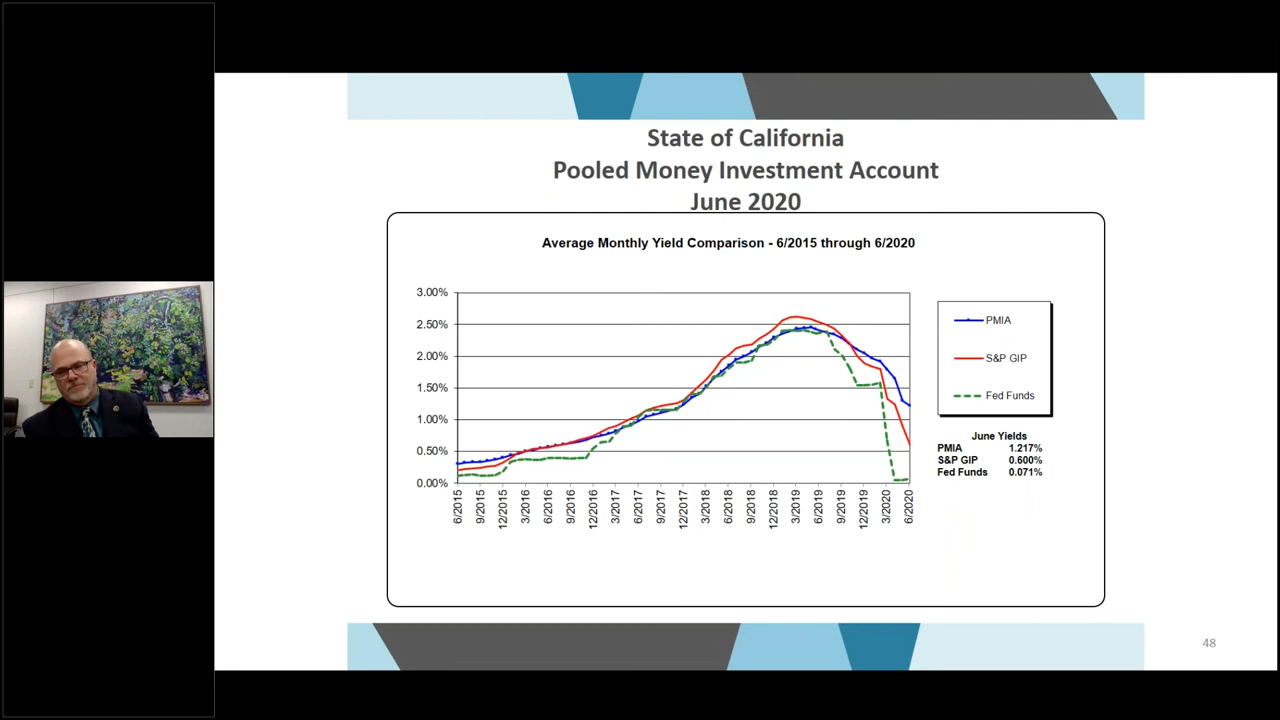 State of California
Pooled Money Investment Account
June 2020
Average Monthly Yield Comparison - 6/2015 through 6/2020
3.00%
2.50%
2.00%
1.50%
1.00%
0.50%
0.00%
6/2015
9/2015
12/2015
3/2016
6/2016
9/2016
12/2016
3/2017
6/2017
9/2017
12/2017
3/2018
6/2018
9/2018
12/2018
3/2019
6/2019
9/2019
12/2019
3/2020
6/2020
PMIA
S&P GIP
Fed Funds
June Yields
PMIA 1.217%
S&P GIP 0.600%
Fed Funds 0.071%
48